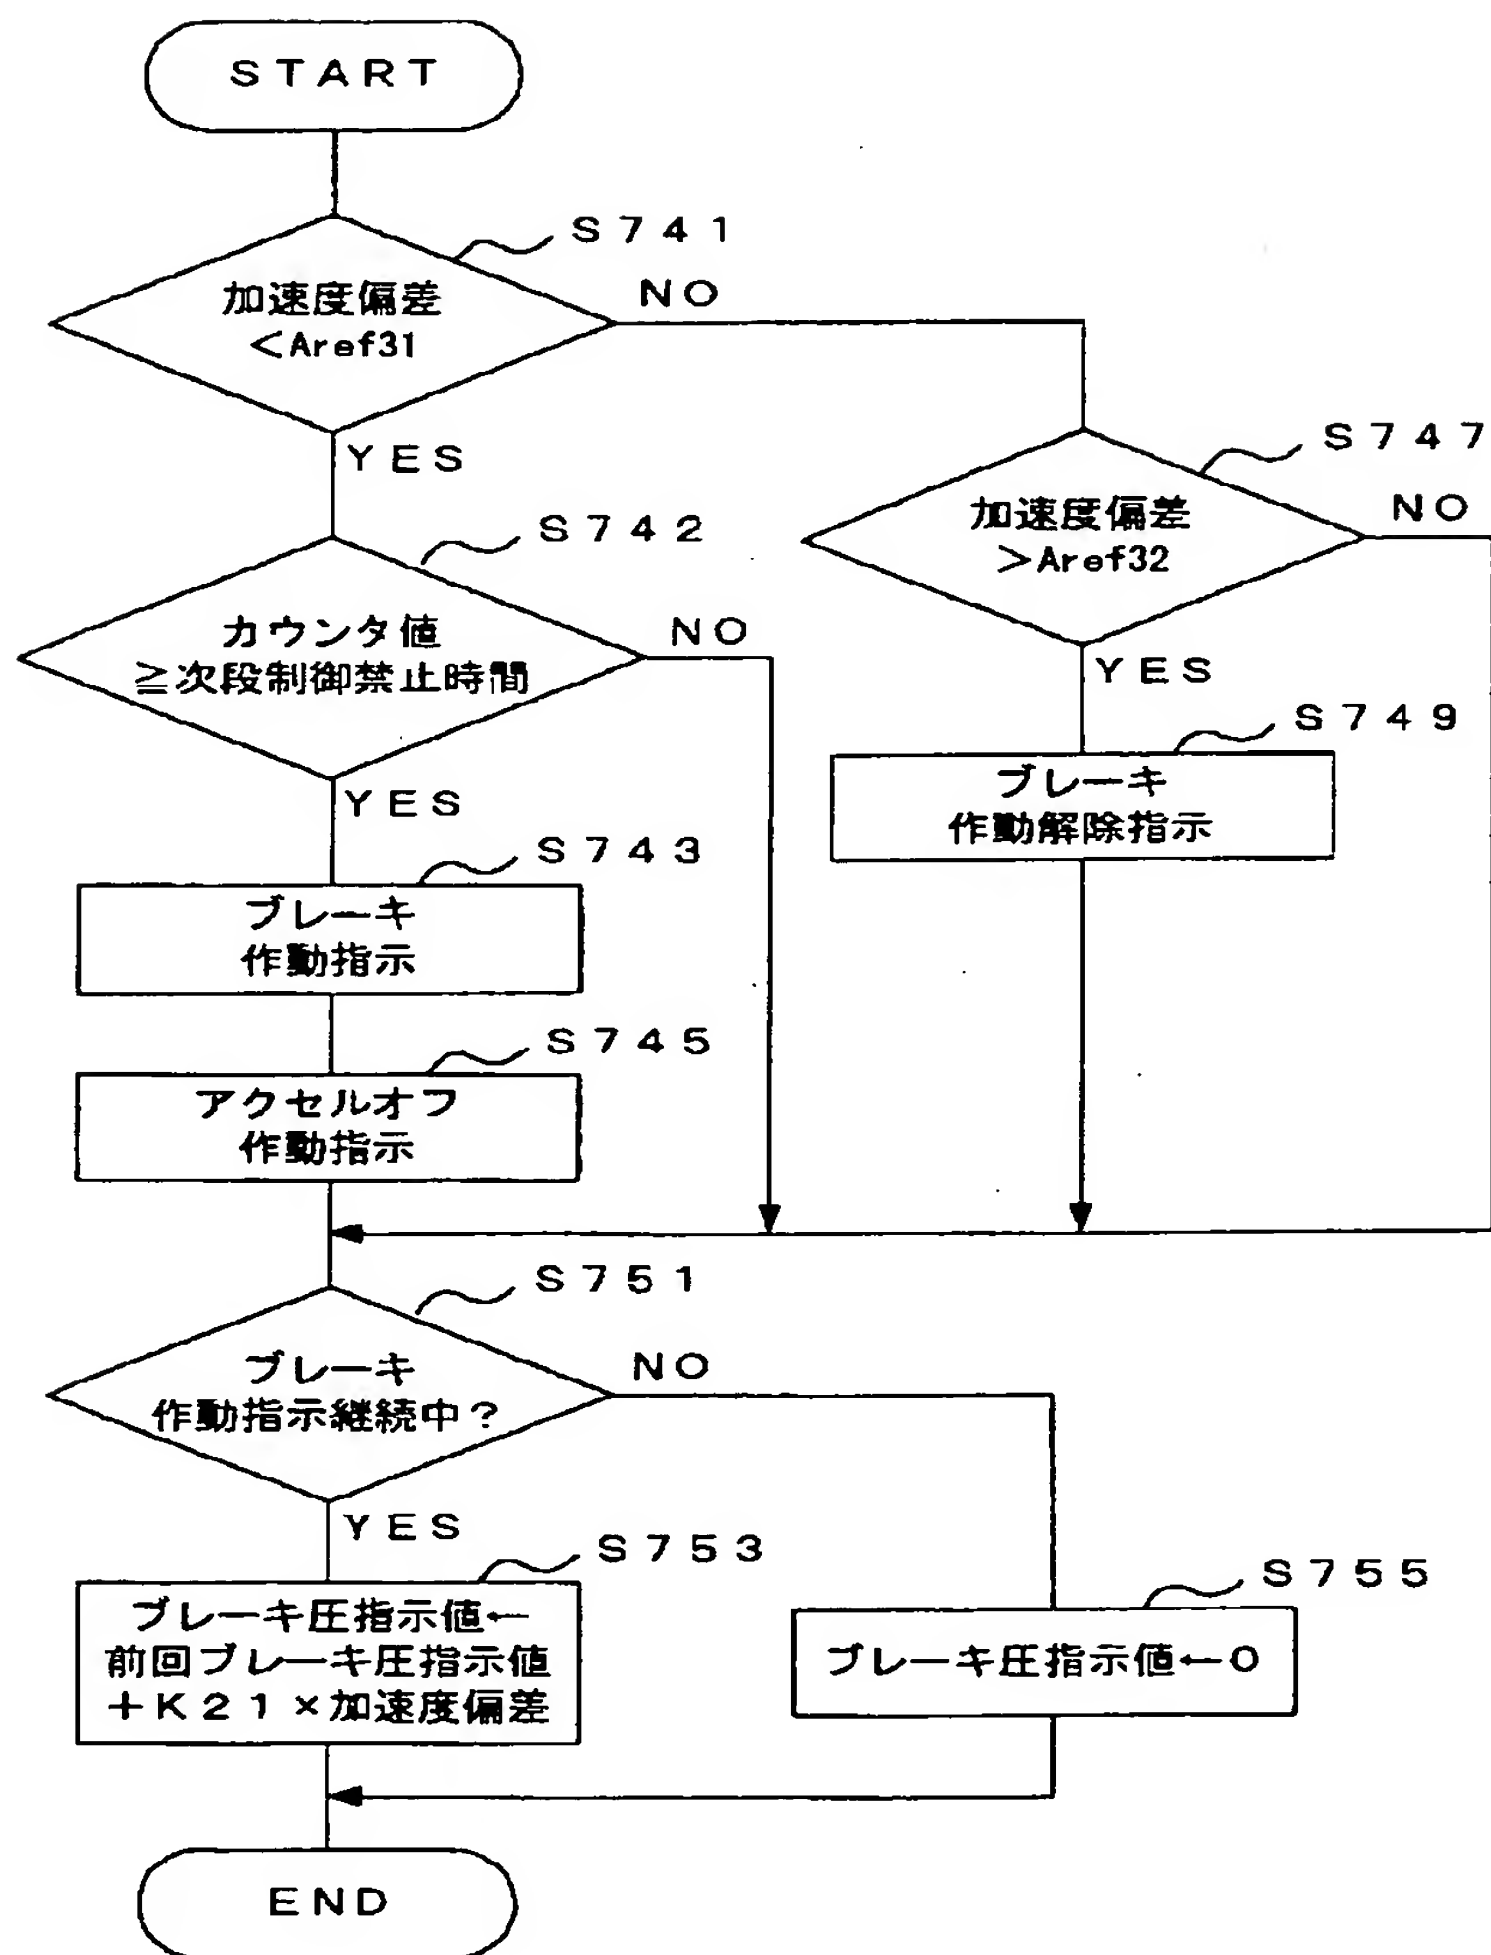 START
S741
加速度偏差
＜Aref31
NO
YES
S747
加速度偏差
＞Aref32
NO
YES
S742
カウンタ値
≧次段制御禁止時間
NO
YES
S749
ブレーキ
作動解除指示
S743
ブレーキ
作動指示
S745
アクセルオフ
作動指示
S751
ブレーキ
作動指示継続中？
NO
YES
S753
ブレーキ圧指示値←
前回ブレーキ圧指示値
＋K21×加速度偏差
S755
ブレーキ圧指示値←0
END